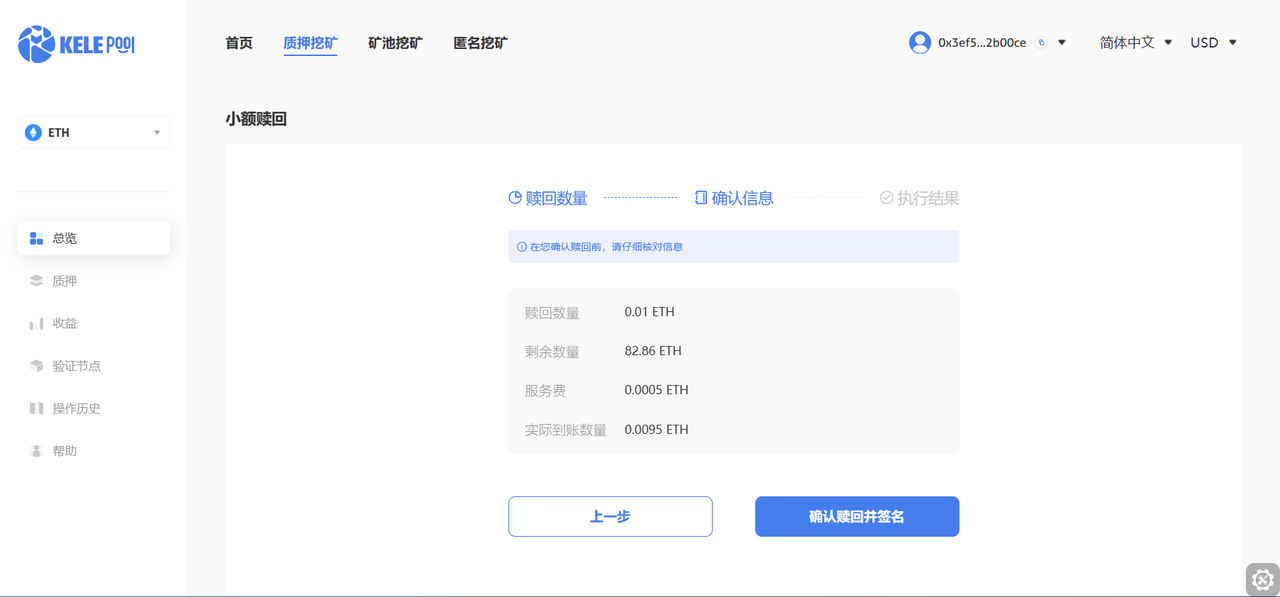 KELE POOL
首页 质押挖矿 矿池挖矿 匿名挖矿
0x3ef5...2b00ce 简体中文 USD
ETH
总览
质押
收益
验证节点
操作历史
帮助
小额赎回
赎回数量 确认信息 执行结果
在您确认赎回前，请仔细核对信息
赎回数量 0.01 ETH
剩余数量 82.86 ETH
服务费 0.0005 ETH
实际到账数量 0.0095 ETH
上一步 确认赎回并签名